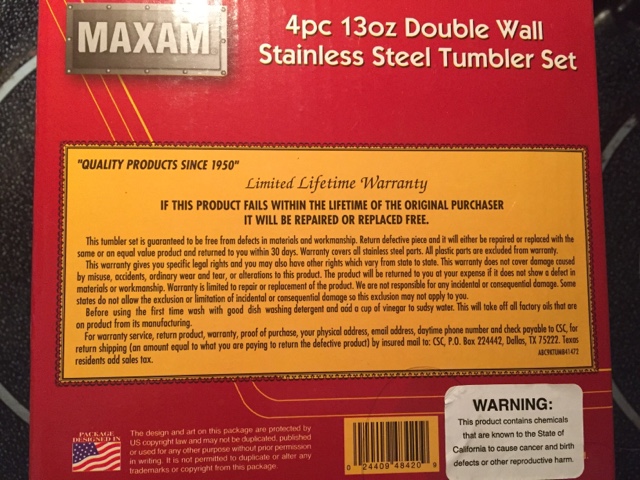 MAXAM
4pc 13oz Double Wall
Stainless Steel Tumbler Set
"QUALITY PRODUCTS SINCE 1950"
Limited Lifetime Warranty
IF THIS PRODUCT FAILS WITHIN THE LIFETIME OF THE ORIGINAL PURCHASER
IT WILL BE REPAIRED OR REPLACED FREE.
This tumbler set is guaranteed to be free from defects in materials and workmanship. Return defective piece and it will either be repaired or replaced with the
same or an equal value product and returned to you within 30 days. Warranty covers all stainless steel parts. All plastic parts are excluded from warranty.
This warranty gives you specific legal rights and you may also have other rights which vary from state to state. This warranty does not cover damage caused
by misuse, accidents, ordinary wear and tear, or alterations to this product. The product will be returned to you at your expense if it does not show a defect in
materials or workmanship. Warranty is limited to repair or replacement of the product. We are not responsible for any incidental or consequential damage. Some
states do not allow the exclusion or limitation of incidental or consequential damage so this exclusion may not apply to you.
Before using the first time wash with good dish washing detergent and add a cup of vinegar to sudsy water. This will take off all factory oils that are
on product from its manufacturing.
For warranty service, return product, warranty, proof of purchase, your physical address, email address, daytime phone number and check payable to CSC, for
return shipping (an amount equal to what you are paying to return the defective product) by insured mail to: CSC, P.O. Box 224442, Dallas, TX 75222. Texas
residents add sales tax.
ABC9KTUMB41472
PACKAGE
DESIGNED IN
The design and art on this package are protected by
US copyright law and may not be duplicated, published
or used for any other purpose without prior permission
in writing. It is not permitted to duplicate or alter any
trademarks or copyright from this package.
0 24409 48420 9
WARNING:
This product contains chemicals
that are known to the State of
California to cause cancer and birth
defects or other reproductive harm.